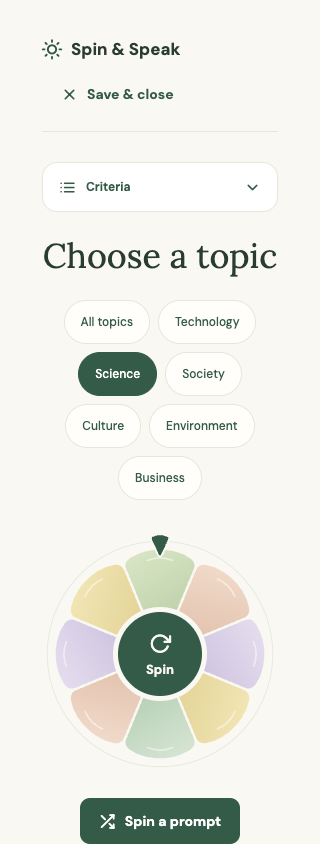 Spin & Speak
Save & close
Criteria
Choose a topic
All topics
Technology
Science
Society
Culture
Environment
Business
Spin
Spin a prompt